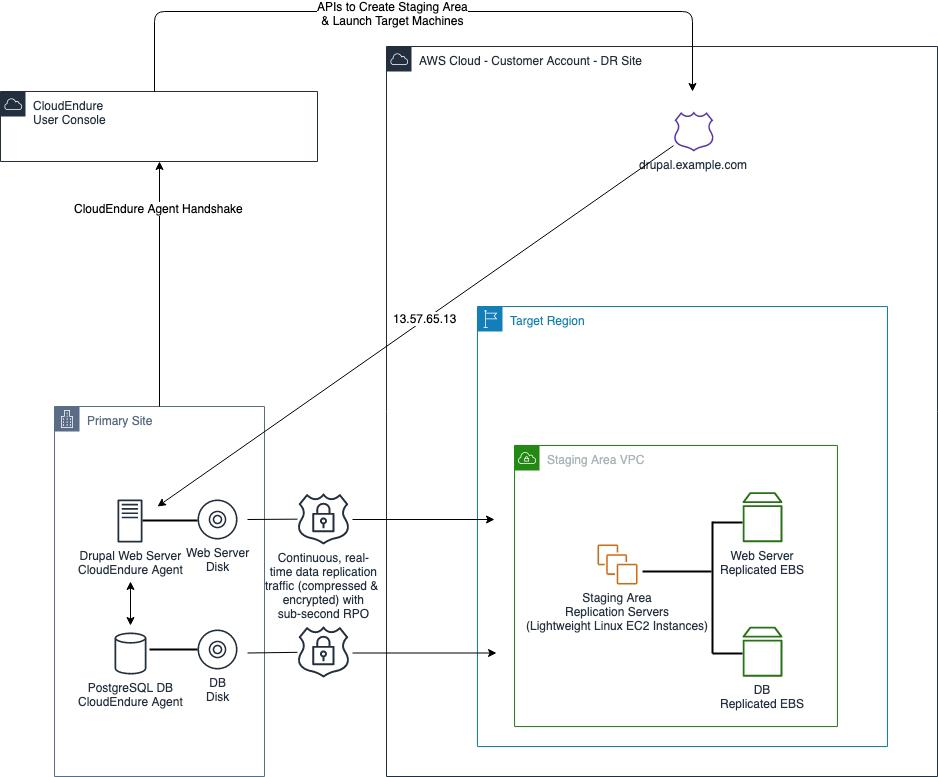 APIs to Create Staging Area
& Launch Target Machines
AWS Cloud - Customer Account - DR Site
CloudEndure
User Console
drupal.example.com
CloudEndure Agent Handshake
13.57.65.13
Target Region
Primary Site
Staging Area VPC
Drupal Web Server
CloudEndure Agent
Web Server
Disk
Continuous, real-
time data replication
traffic (compressed &
encrypted) with
sub-second RPO
Web Server
Replicated EBS
Staging Area
Replication Servers
(Lightweight Linux EC2 Instances)
PostgreSQL DB
CloudEndure Agent
DB
Disk
DB
Replicated EBS